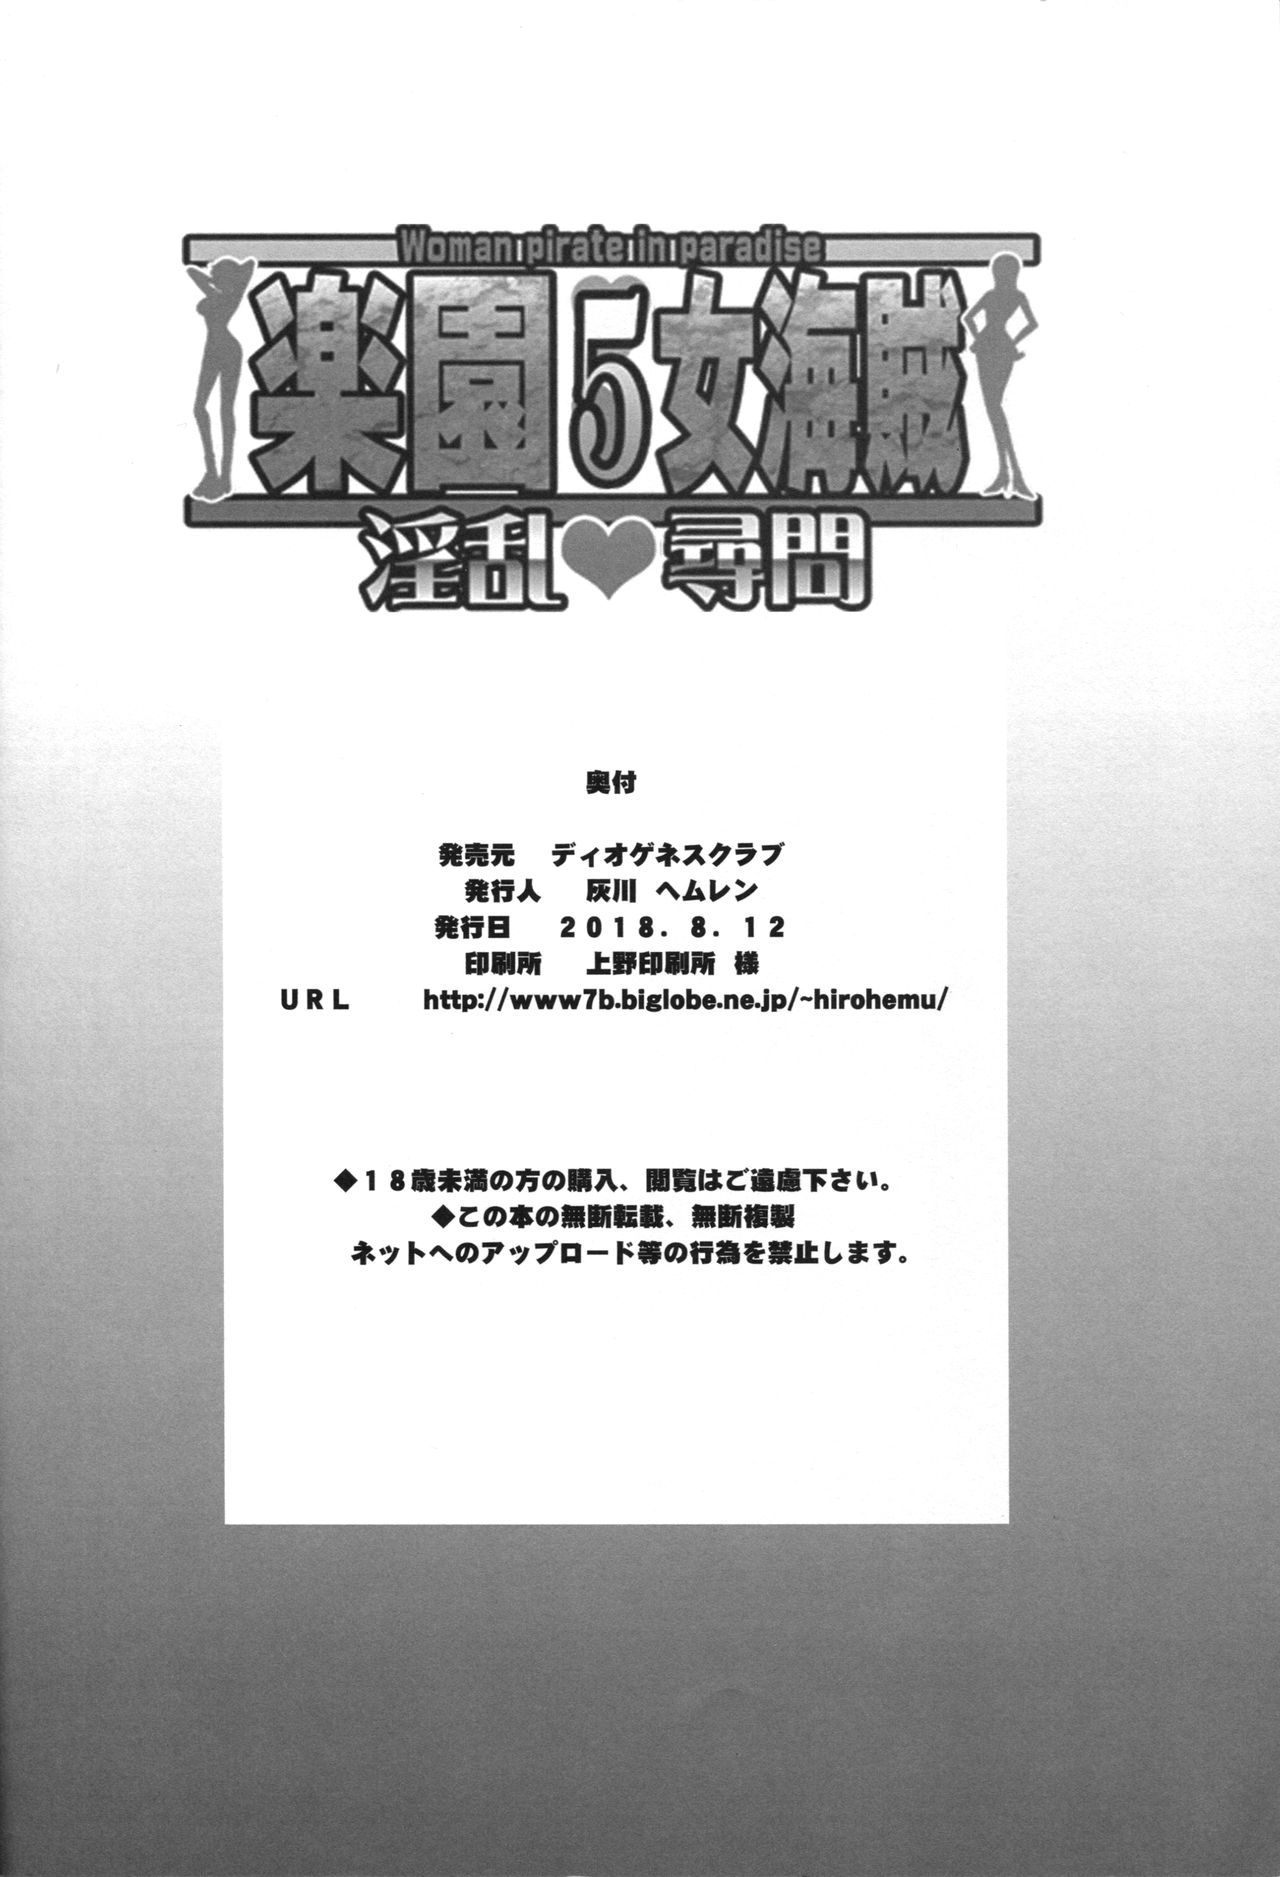 Woman pirate in paradise
楽園女海賊5
淫乱♥尋問
奥付
発売元 ディオゲネスクラブ
発行人 灰川 ヘムレン
発行日 2018. 8. 12
印刷所 上野印刷所 様
URL http://www7b.biglobe.ne.jp/~hirohemu/
◆18歳未満の方の購入、閲覧はご遠慮下さい。
◆この本の無断転載、無断複製
ネットへのアップロード等の行為を禁止します。